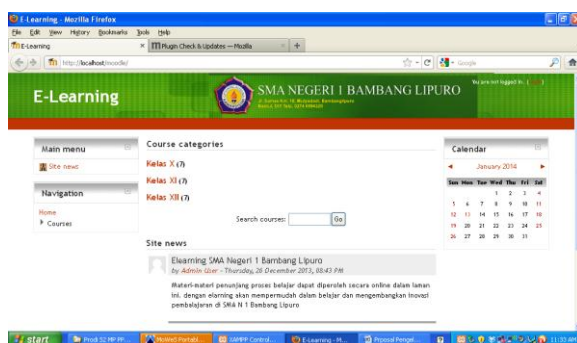 E-Learning - Mozilla Firefox
File Edit View History Bookmarks Tools Help
E-Learning
Plugin Check & Updates — Mozilla
http://localhost/moodle/
Google
E-Learning
SMA NEGERI 1 BAMBANG LIPURO
You are not logged in.
Main menu
Site news
Navigation
Home
Courses
Course categories
Kelas X (7)
Kelas XI (7)
Kelas XII (7)
Search courses: Go
Site news
Elearning SMA Negeri 1 Bambang Lipuro
by Admin User - Thursday, 26 December 2013, 08:43 PM
Materi-materi penunjang proses belajar dapat diperoleh secara online dalam laman
ini. dengan elarning akan mempermudah dalam belajar dan mengembangkan inovasi
pembelajaran di SMA N 1 Bambang Lipuro
Calendar
January 2014
Sun Mon Tue Wed Thu Fri Sat
1 2 3 4
5 6 7 8 9 10 11
12 13 14 15 16 17 18
19 20 21 22 23 24 25
26 27 28 29 30 31
start
Prodi S2 MP PP...
MoWeS Portabl...
XAMPP Control...
E-Learning - M...
11:33 AM